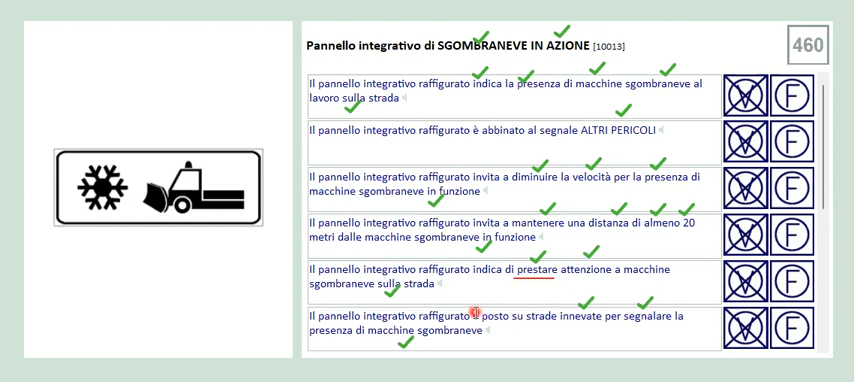 Pannello integrativo di SGOMBRANEVE IN AZIONE [10013]
460
Il pannello integrativo raffigurato indica la presenza di macchine sgombraneve al
lavoro sulla strada
V F
Il pannello integrativo raffigurato è abbinato al segnale ALTRI PERICOLI
V F
Il pannello integrativo raffigurato invita a diminuire la velocità per la presenza di
macchine sgombraneve in funzione
V F
Il pannello integrativo raffigurato invita a mantenere una distanza di almeno 20
metri dalle macchine sgombraneve in funzione
V F
Il pannello integrativo raffigurato indica di prestare attenzione a macchine
sgombraneve sulla strada
V F
Il pannello integrativo raffigurato posto su strade innevate per segnalare la
presenza di macchine sgombraneve
V F